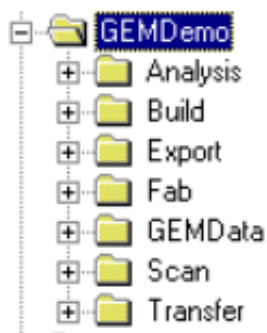 GEMDemo
Analysis
Build
Export
Fab
GEMData
Scan
Transfer